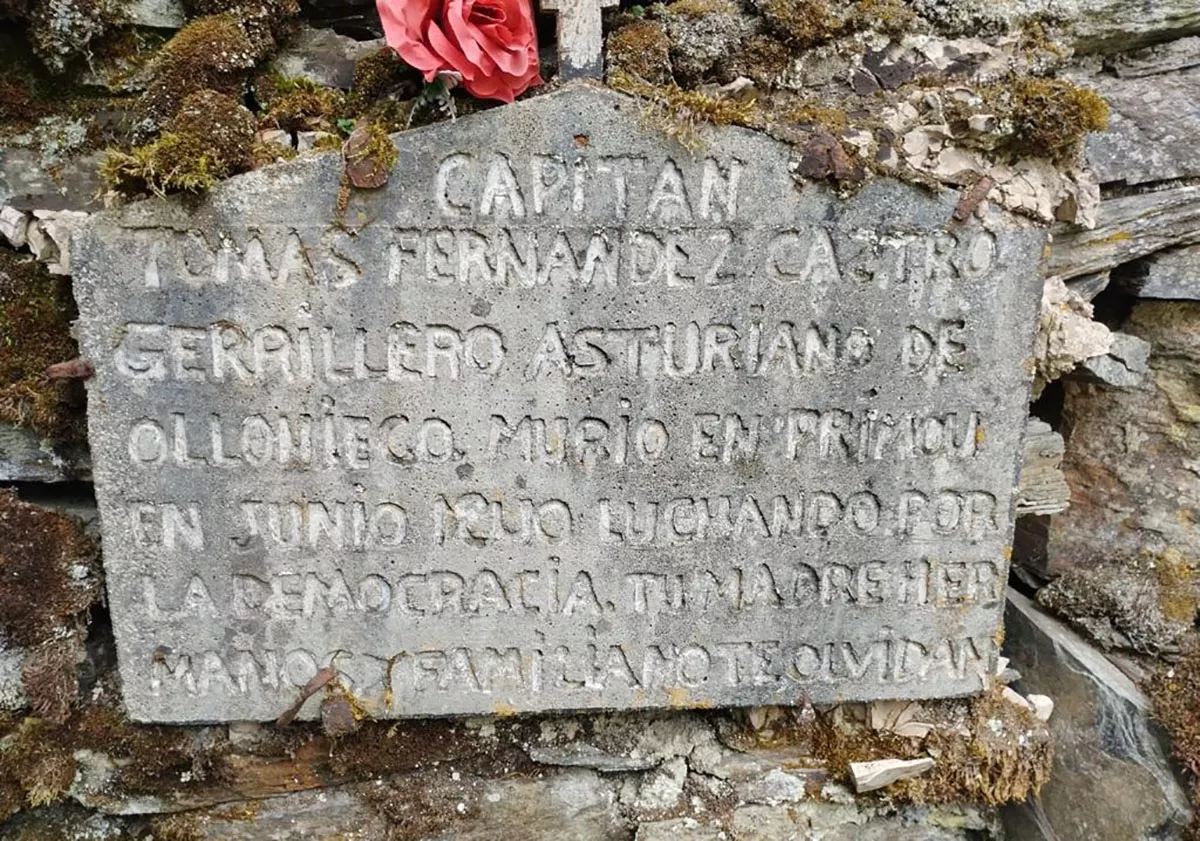 CAPITAN
TOMAS FERNANDEZ CASTRO
GERRILLERO ASTURIANO DE
OLLONIEGO. MURIO EN PRIMOU
EN JUNIO 1940 LUCHANDO POR
LA DEMOCRACIA. TU MADRE HER
MANOS Y FAMILIA NO TE OLVIDAN